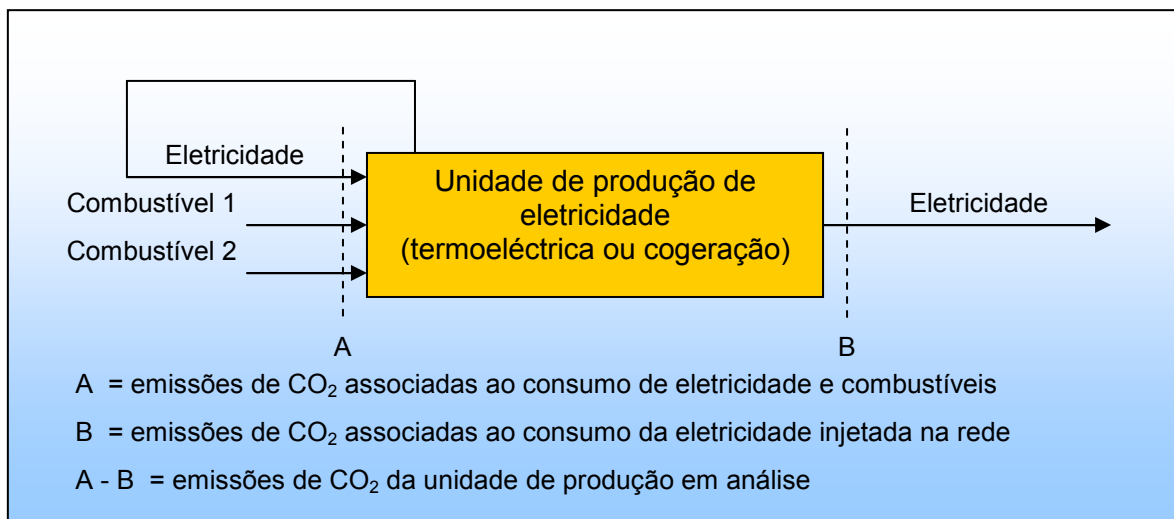 Eletricidade
Combustível 1
Combustível 2
Unidade de produção de
eletricidade
(termoeléctrica ou cogeração)
Eletricidade
A
B
A = emissões de CO₂ associadas ao consumo de eletricidade e combustíveis
B = emissões de CO₂ associadas ao consumo da eletricidade injetada na rede
A - B = emissões de CO₂ da unidade de produção em análise